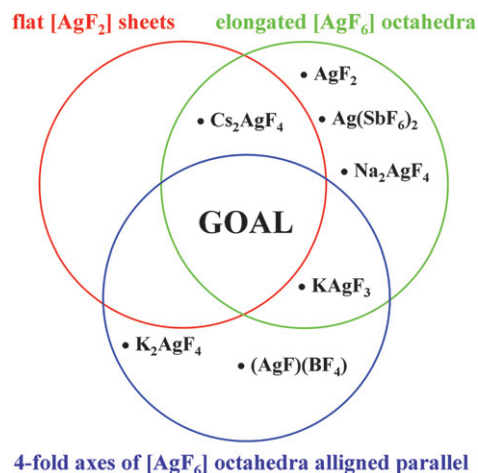 flat [AgF₂] sheets
elongated [AgF₆] octahedra
• AgF₂
• Cs₂AgF₄
• Ag(SbF₆)₂
• Na₂AgF₄
GOAL
• KAgF₃
• K₂AgF₄
• (AgF)(BF₄)
4-fold axes of [AgF₆] octahedra alligned parallel